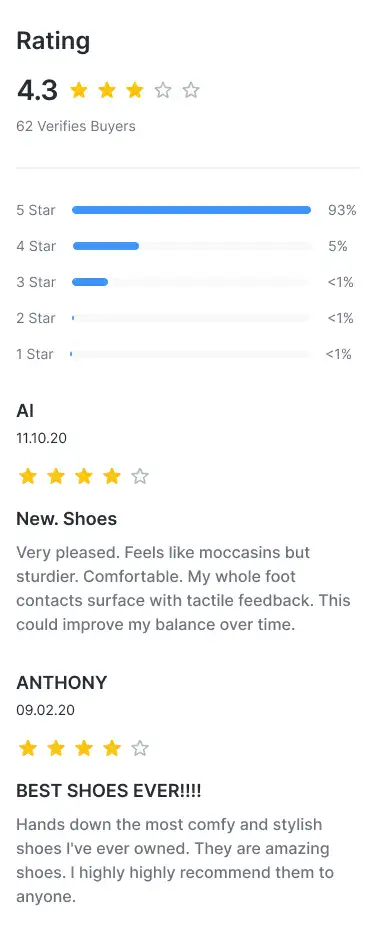 Rating
4.3
62 Verifies Buyers
5 Star 93%
4 Star 5%
3 Star <1%
2 Star <1%
1 Star <1%
Al
11.10.20
New. Shoes
Very pleased. Feels like moccasins but
sturdier. Comfortable. My whole foot
contacts surface with tactile feedback. This
could improve my balance over time.
ANTHONY
09.02.20
BEST SHOES EVER!!!!
Hands down the most comfy and stylish
shoes I've ever owned. They are amazing
shoes. I highly highly recommend them to
anyone.